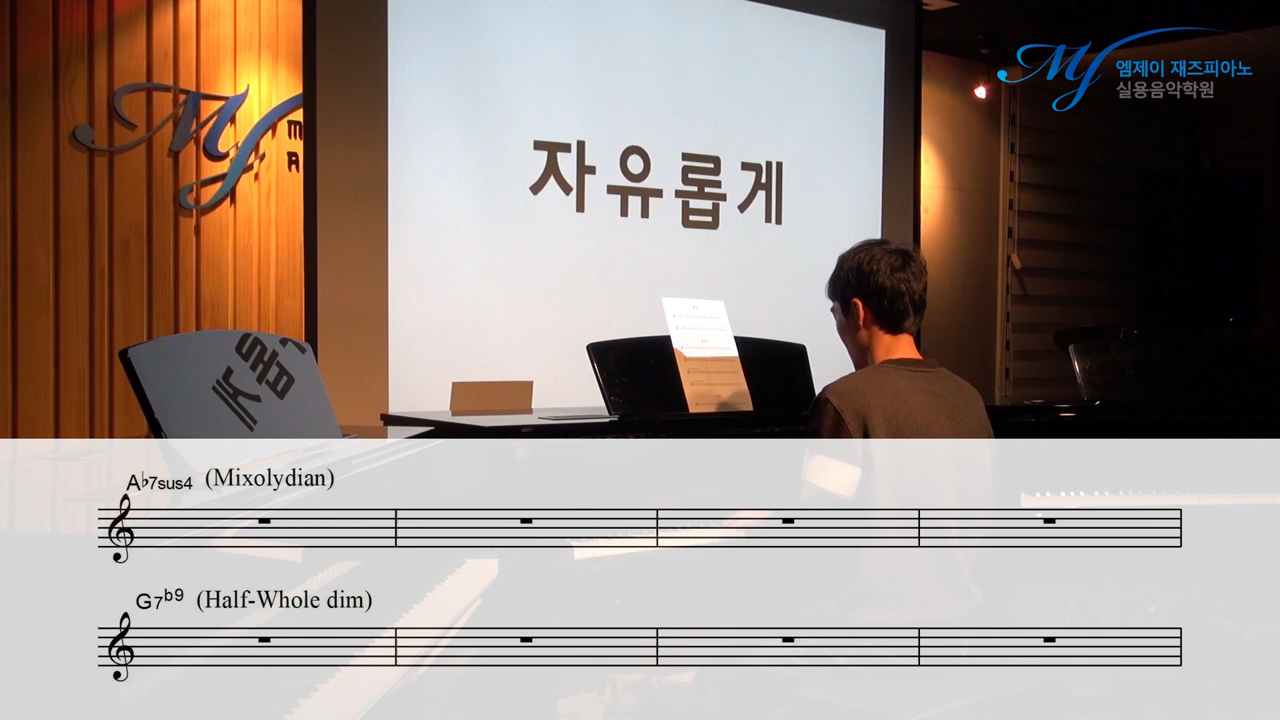 엠제이 재즈피아노
실용음악학원
자유롭게
A♭7sus4 (Mixolydian)
G7b9 (Half-Whole dim)